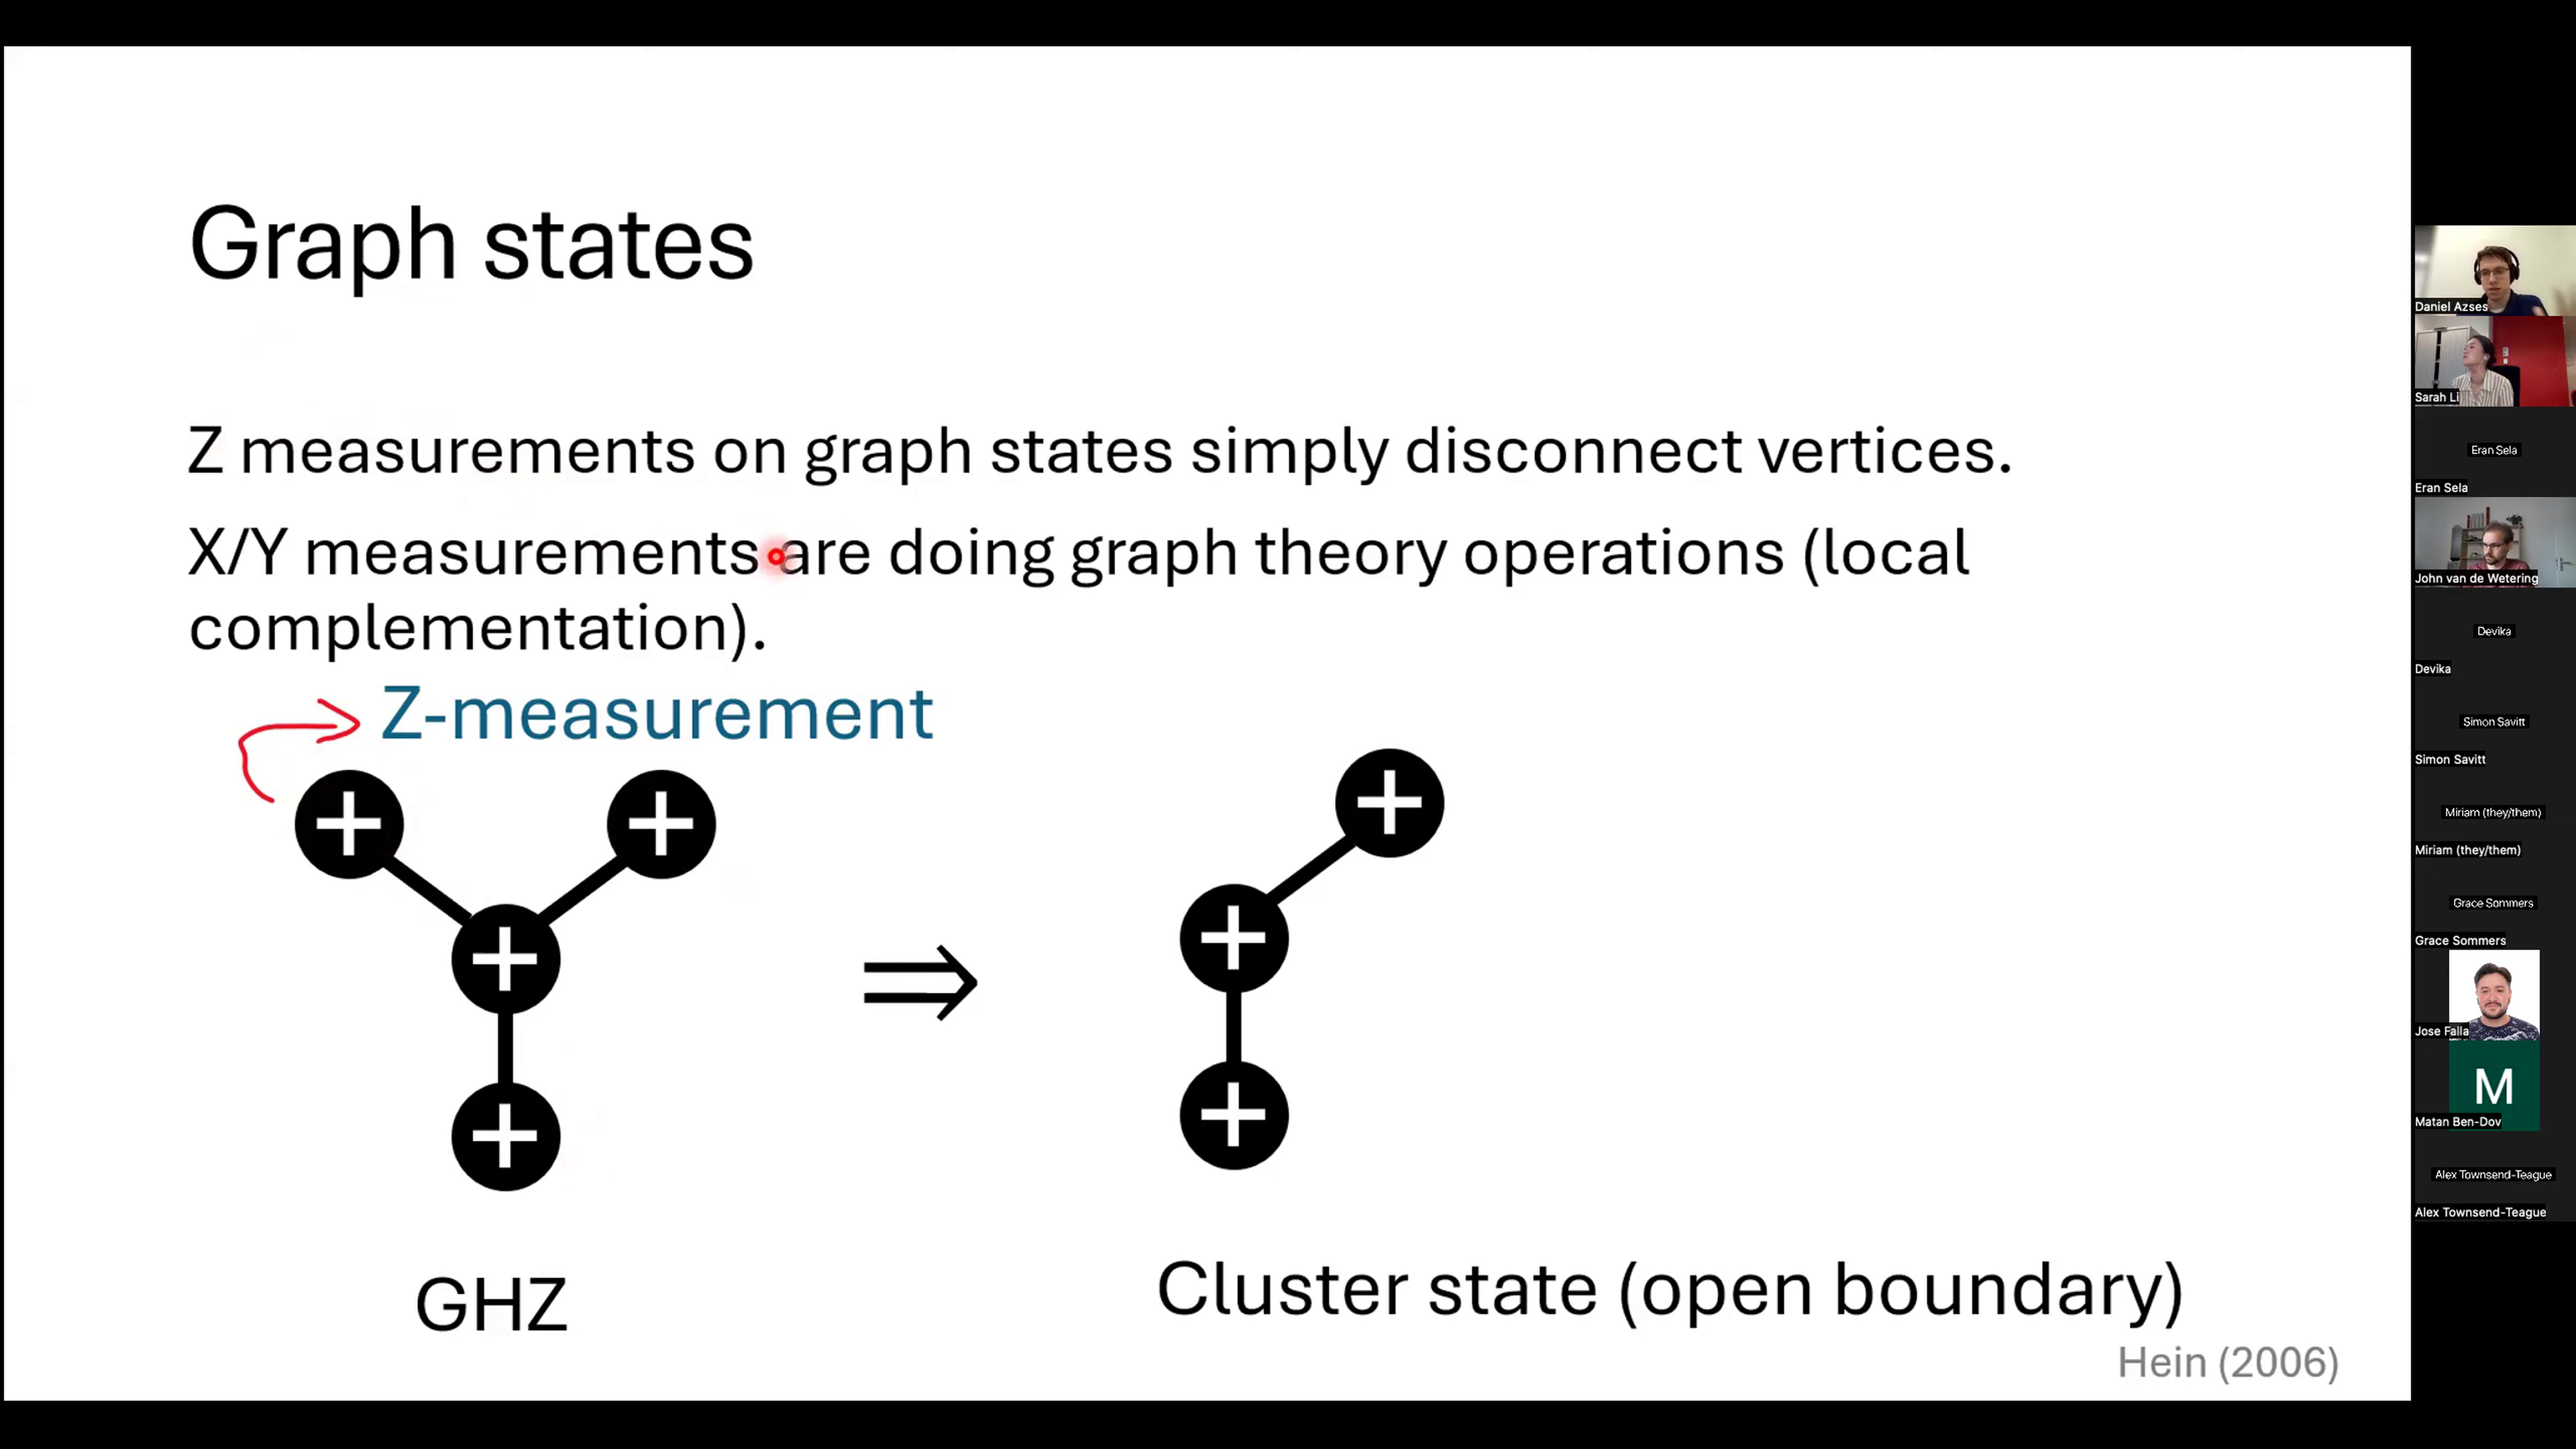 Graph states
Z measurements on graph states simply disconnect vertices.
X/Y measurements are doing graph theory operations (local
complementation).
Z-measurement
+
+
+
+
⇒
+
+
+
GHZ
Cluster state (open boundary)
Hein (2006)
Daniel Azses
Sarah Li
Eran Sela
Eran Sela
John van de Wetering
Devika
Devika
Simon Savitt
Simon Savitt
Miriam (they/them)
Miriam (they/them)
Grace Sommers
Grace Sommers
Jose Falla
M
Matan Ben-Dov
Alex Townsend-Teague
Alex Townsend-Teague